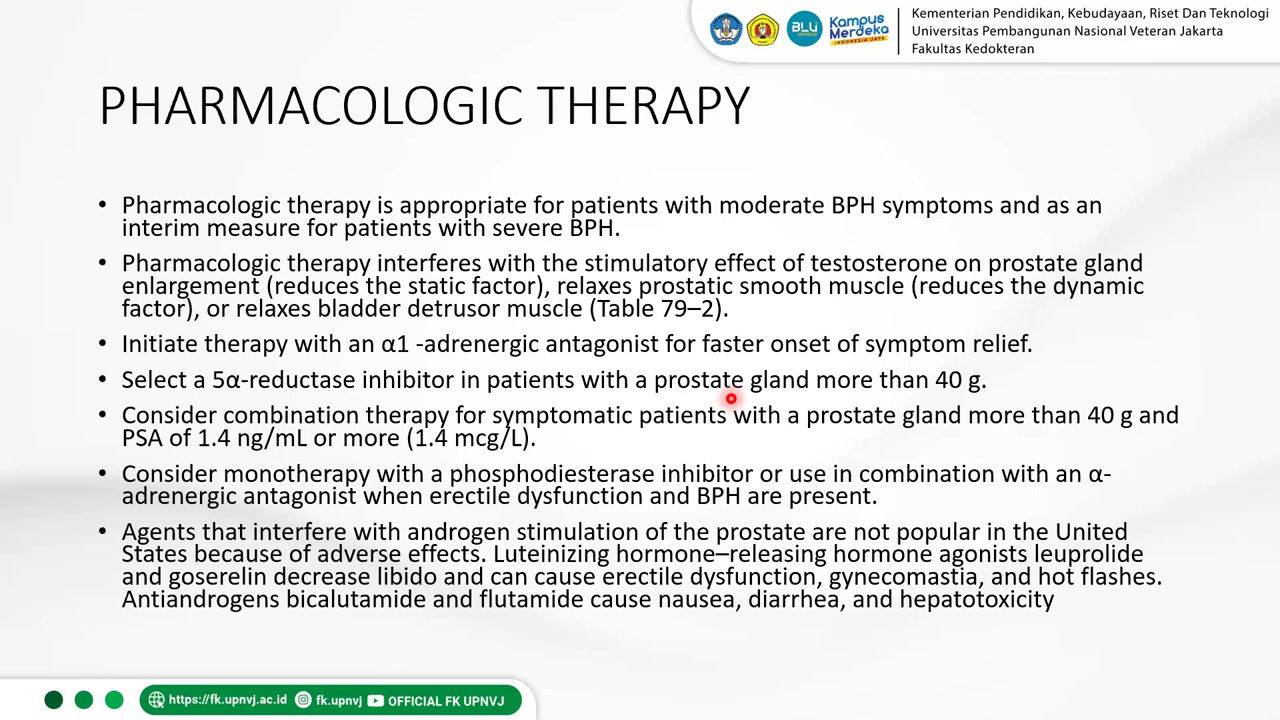 BLU
Kampus
Merdeka
INDONESIA JAYA
Kementerian Pendidikan, Kebudayaan, Riset Dan Teknologi
Universitas Pembangunan Nasional Veteran Jakarta
Fakultas Kedokteran
PHARMACOLOGIC THERAPY
• Pharmacologic therapy is appropriate for patients with moderate BPH symptoms and as an
interim measure for patients with severe BPH.
• Pharmacologic therapy interferes with the stimulatory effect of testosterone on prostate gland
enlargement (reduces the static factor), relaxes prostatic smooth muscle (reduces the dynamic
factor), or relaxes bladder detrusor muscle (Table 79–2).
• Initiate therapy with an α1 -adrenergic antagonist for faster onset of symptom relief.
• Select a 5α-reductase inhibitor in patients with a prostate gland more than 40 g.
• Consider combination therapy for symptomatic patients with a prostate gland more than 40 g and
PSA of 1.4 ng/mL or more (1.4 mcg/L).
• Consider monotherapy with a phosphodiesterase inhibitor or use in combination with an α-
adrenergic antagonist when erectile dysfunction and BPH are present.
• Agents that interfere with androgen stimulation of the prostate are not popular in the United
States because of adverse effects. Luteinizing hormone–releasing hormone agonists leuprolide
and goserelin decrease libido and can cause erectile dysfunction, gynecomastia, and hot flashes.
Antiandrogens bicalutamide and flutamide cause nausea, diarrhea, and hepatotoxicity
https://fk.upnvj.ac.id fk.upnvj OFFICIAL FK UPNVJ